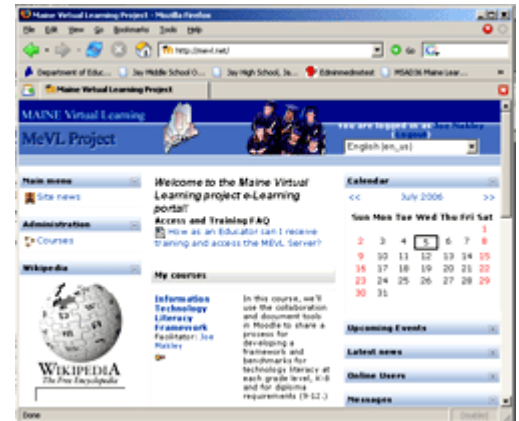 Maine Virtual Learning Project - Mozilla Firefox
File Edit View Go Bookmarks Tools Help
http://mevl.net/
Go
Department of Educ... Jay Middle School O... Jay High School, Ja... Edinmednotest MSAD36 Maine Lear...
Maine Virtual Learning Project
MAINE Virtual Learning
MeVL Project
You are logged in as Joe Makley
(Logout)
English (en_us)
Main menu
Site news
Administration
Courses
Wikipedia
WIKIPEDIA
The Free Encyclopedia
Welcome to the Maine Virtual
Learning project e-Learning
portal!
Access and Training FAQ
How as an Educator can I receive
training and access the MEVL Server?
My courses
Information
Technology
Literacy
Framework
Facilitator: Joe
Makley
In this course, we'll
use the collaboration
and document tools
in Moodle to share a
process for
developing a
framework and
benchmarks for
technology literacy at
each grade level, K-8
and for diploma
requirements (9-12.)
Calendar
<< July 2006 >>
Sun Mon Tue Wed Thu Fri Sat
1
2 3 4 5 6 7 8
9 10 11 12 13 14 15
16 17 18 19 20 21 22
23 24 25 26 27 28 29
30 31
Upcoming Events
Latest news
Online Users
Messages
Done